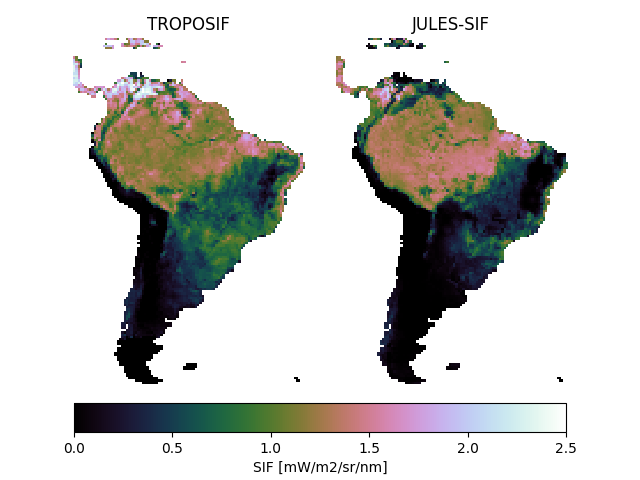 TROPOSIF
JULES-SIF
0.0 0.5 1.0 1.5 2.0 2.5
SIF [mW/m2/sr/nm]